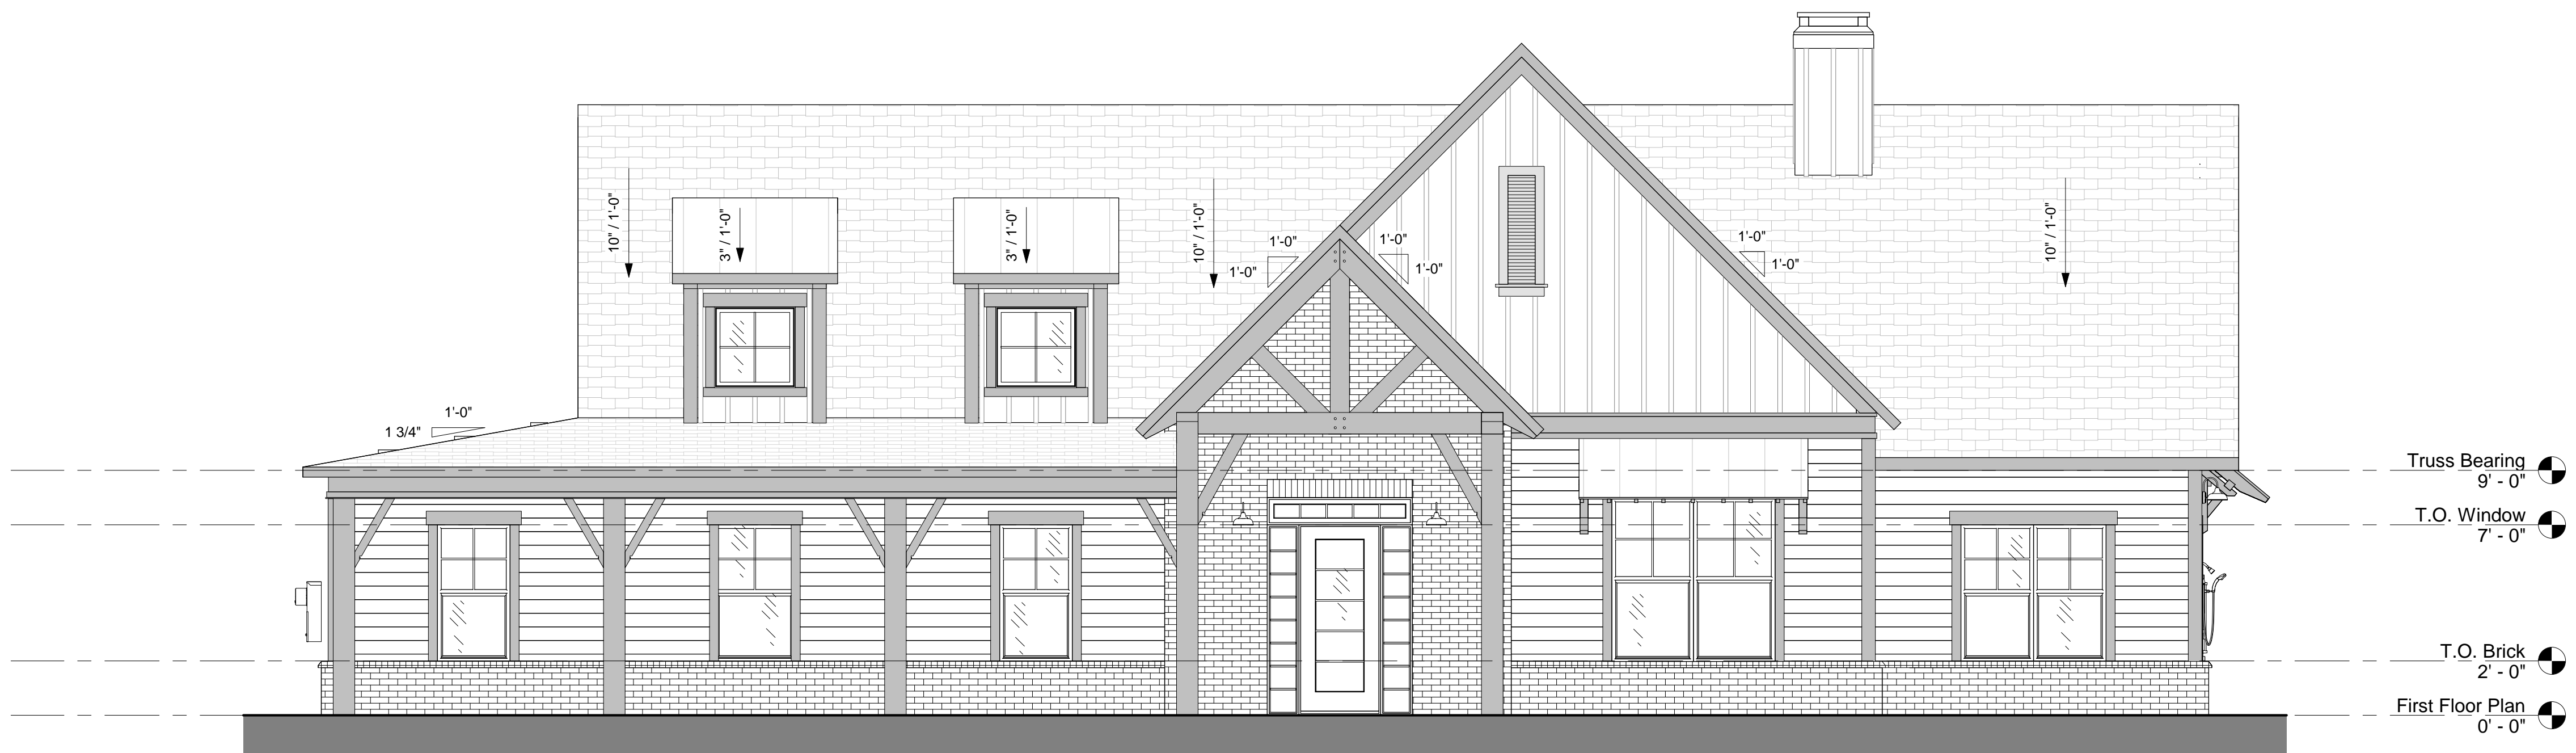 10" / 1'-0"
3" / 1'-0"
3" / 1'-0"
10" / 1'-0"
1'-0"
1'-0"
1'-0"
1'-0"
1'-0"
1'-0"
10" / 1'-0"
1'-0"
1 3/4"
Truss Bearing
9' - 0"
T.O. Window
7' - 0"
T.O. Brick
2' - 0"
First Floor Plan
0' - 0"